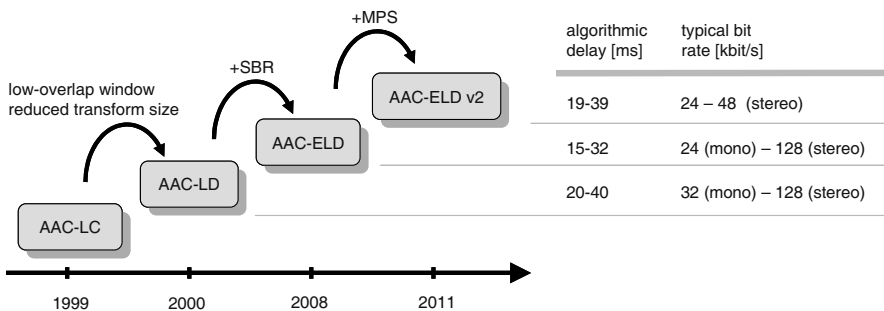 +MPS
algorithmic
delay [ms]
typical bit
rate [kbit/s]
+SBR
low-overlap window
reduced transform size
AAC-ELD v2
19-39
24 – 48 (stereo)
AAC-ELD
15-32
24 (mono) – 128 (stereo)
AAC-LD
20-40
32 (mono) – 128 (stereo)
AAC-LC
1999
2000
2008
2011